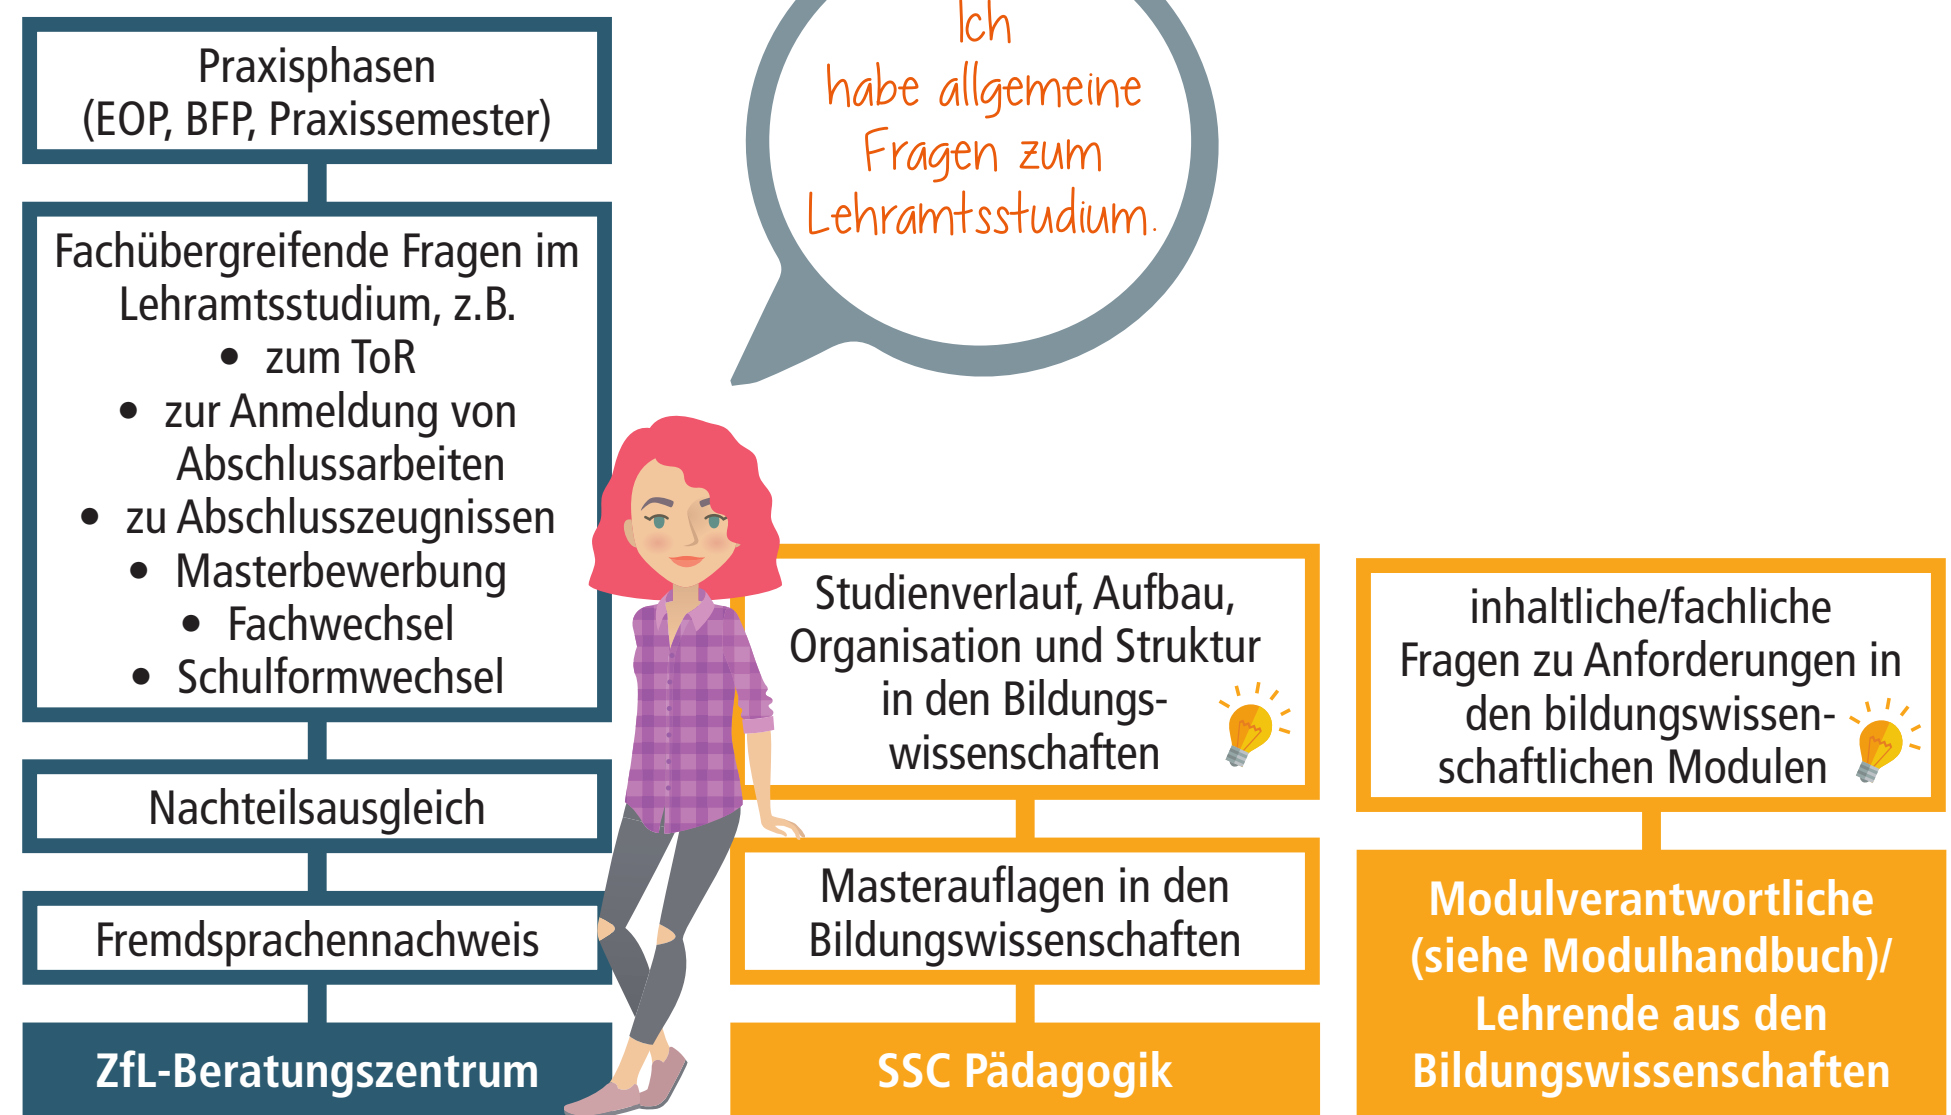 Ich
habe allgemeine
Fragen zum
Lehramtsstudium.
Praxisphasen
(EOP, BFP, Praxissemester)
Fachübergreifende Fragen im
Lehramtsstudium, z.B.
• zum ToR
• zur Anmeldung von
Abschlussarbeiten
• zu Abschlusszeugnissen
• Masterbewerbung
• Fachwechsel
• Schulformwechsel
Nachteilsausgleich
Fremdsprachennachweis
ZfL-Beratungszentrum
Studienverlauf, Aufbau,
Organisation und Struktur
in den Bildungs-
wissenschaften
Masterauflagen in den
Bildungswissenschaften
SSC Pädagogik
inhaltliche/fachliche
Fragen zu Anforderungen in
den bildungswissen-
schaftlichen Modulen
Modulverantwortliche
(siehe Modulhandbuch)/
Lehrende aus den
Bildungswissenschaften